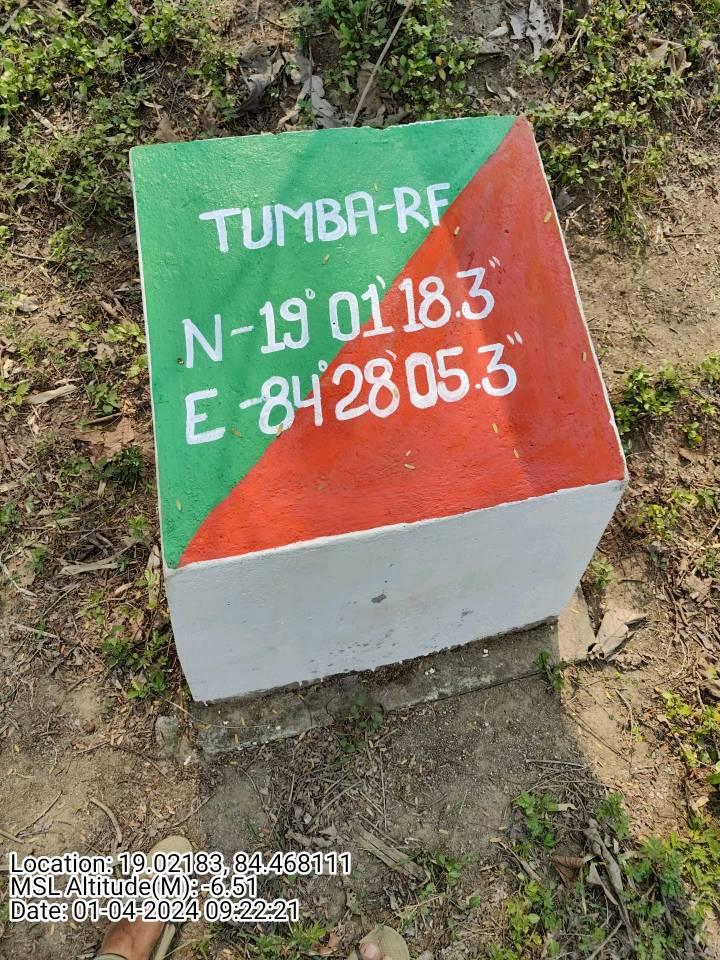 TUMBA-RF
N-19° 01' 18.3"
E-84° 28' 05.3"
Location: 19.02183, 84.468111
MSL Altitude(M): -6.51
Date: 01-04-2024 09:22:21